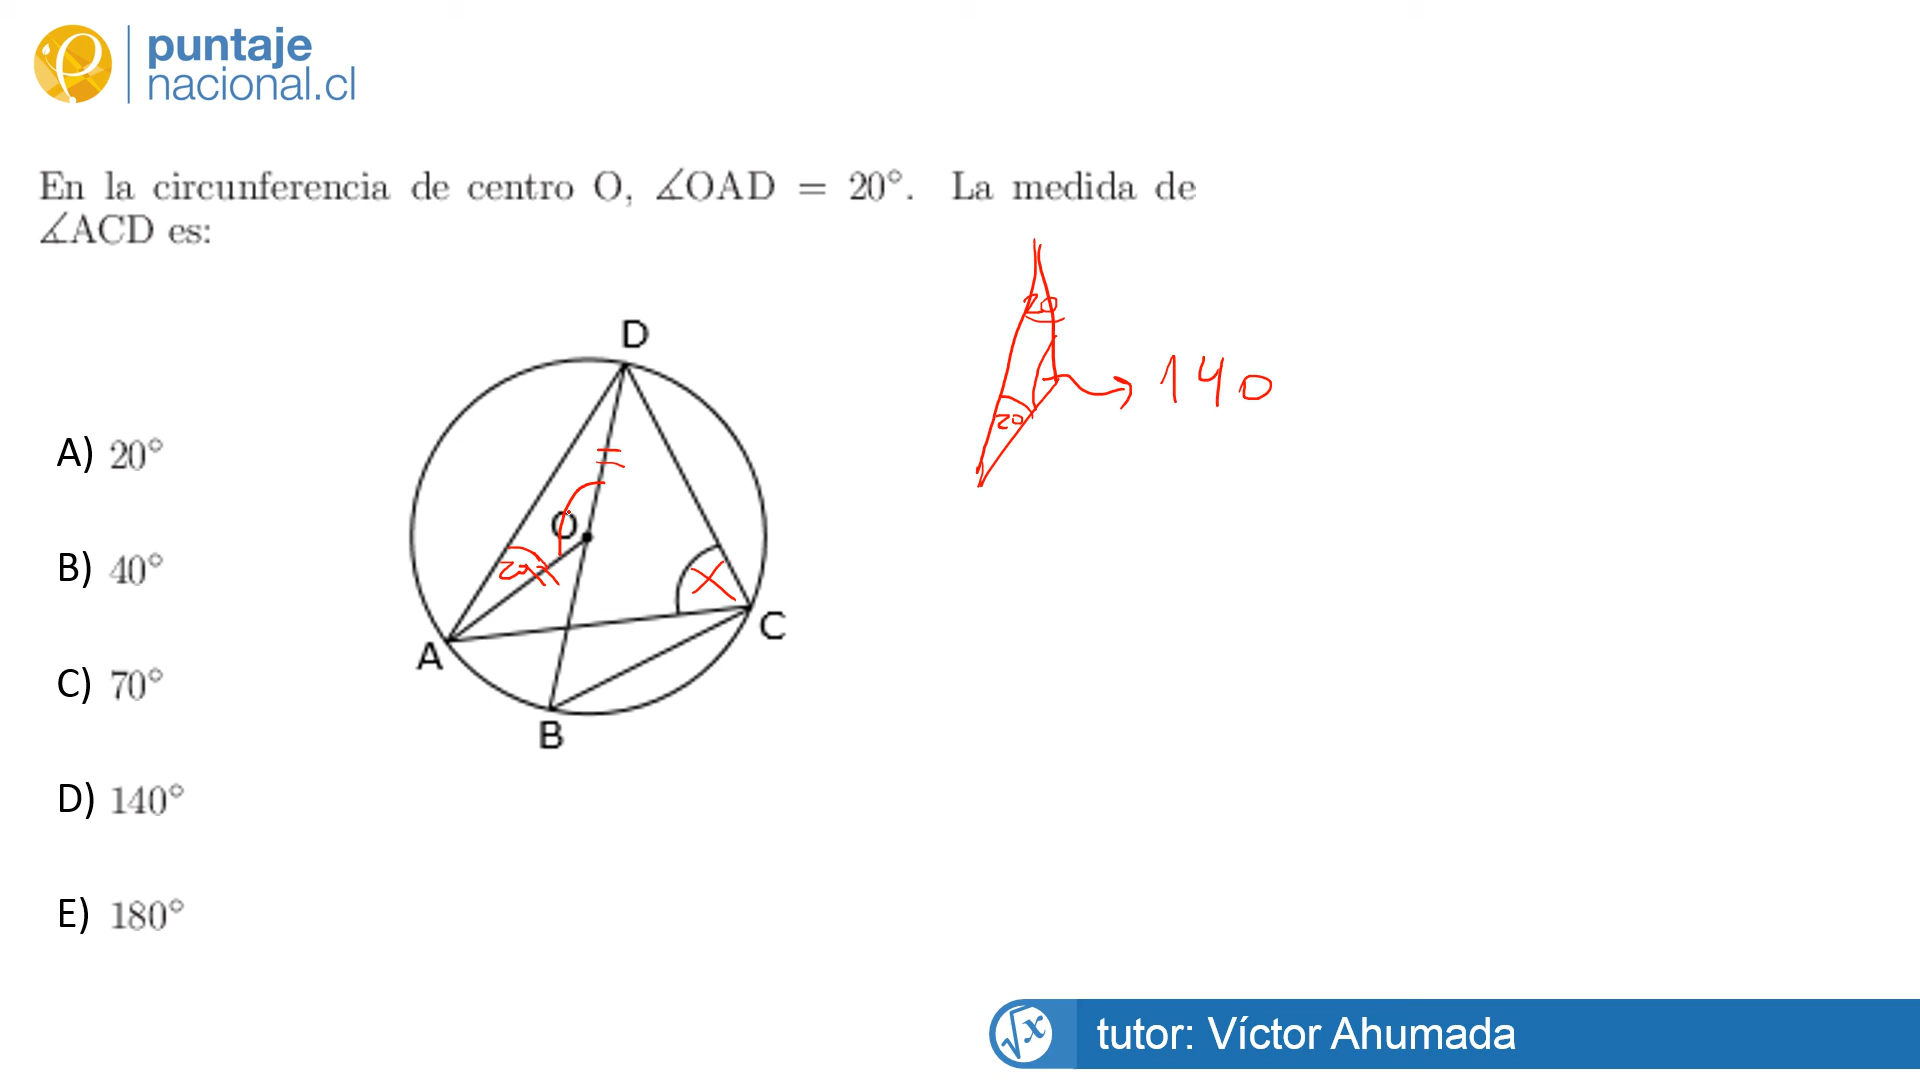 puntaje
nacional.cl
En la circunferencia de centro O, ∡OAD = 20°. La medida de
∡ACD es:
20
140
20
D
A) 20°
O
B) 40°
20
X
C
A
C) 70°
B
D) 140°
E) 180°
√x
tutor: Víctor Ahumada